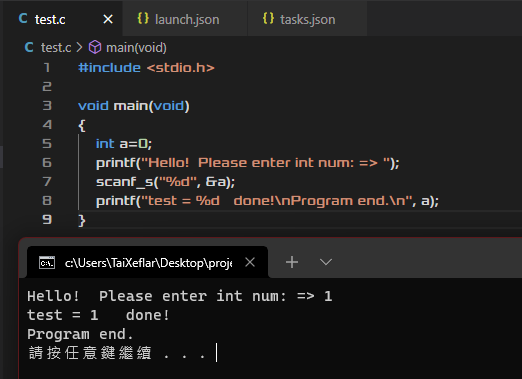 C test.c × {} launch.json {} tasks.json
C test.c > main(void)
1 #include <stdio.h>
2
3 void main(void)
4 {
5 int a=0;
6 printf("Hello!  Please enter int num: => ");
7 scanf_s("%d", &a);
8 printf("test = %d   done!\nProgram end.\n", a);
9 }
C:\. c:\Users\TaiXeflar\Desktop\proje × +
Hello!  Please enter int num: => 1
test = 1   done!
Program end.
請按任意鍵繼續 . . .